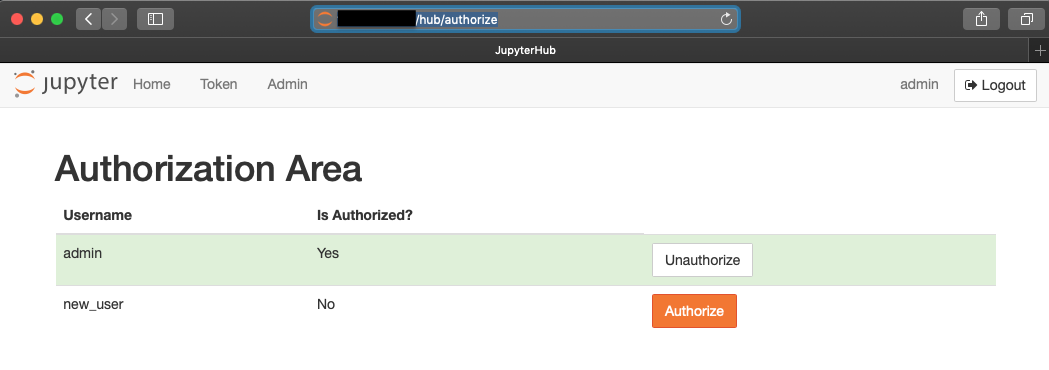 /hub/authorize
JupyterHub
jupyter Home Token Admin admin Logout
Authorization Area
Username Is Authorized?
admin Yes Unauthorize
new_user No Authorize